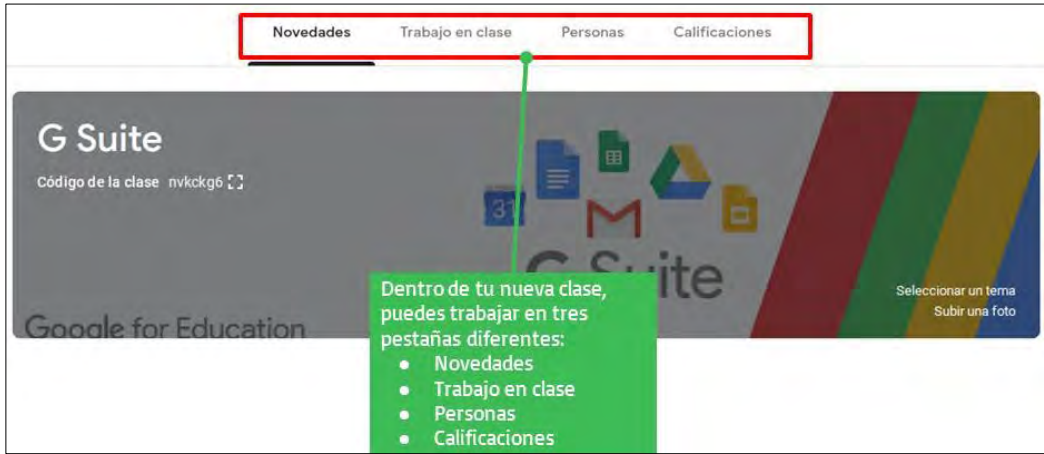 Novedades Trabajo en clase Personas Calificaciones
G Suite
Código de la clase nvkckg6
31
G Suite
Seleccionar un tema
Subir una foto
Google for Education
Dentro de tu nueva clase,
puedes trabajar en tres
pestañas diferentes:
● Novedades
● Trabajo en clase
● Personas
● Calificaciones